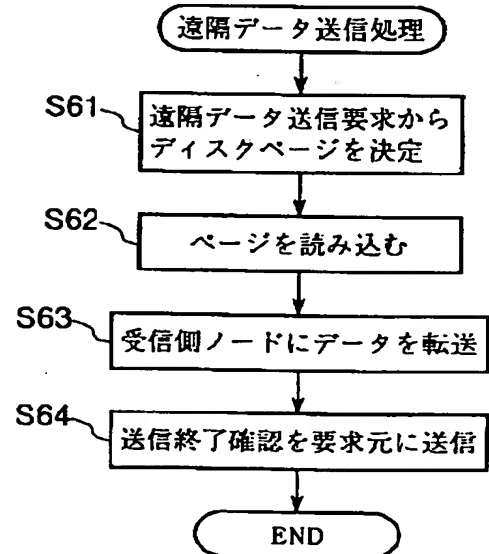 遠隔データ送信処理
S61
遠隔データ送信要求から
ディスクページを決定
S62
ページを読み込む
S63
受信側ノードにデータを転送
S64
送信終了確認を要求元に送信
END